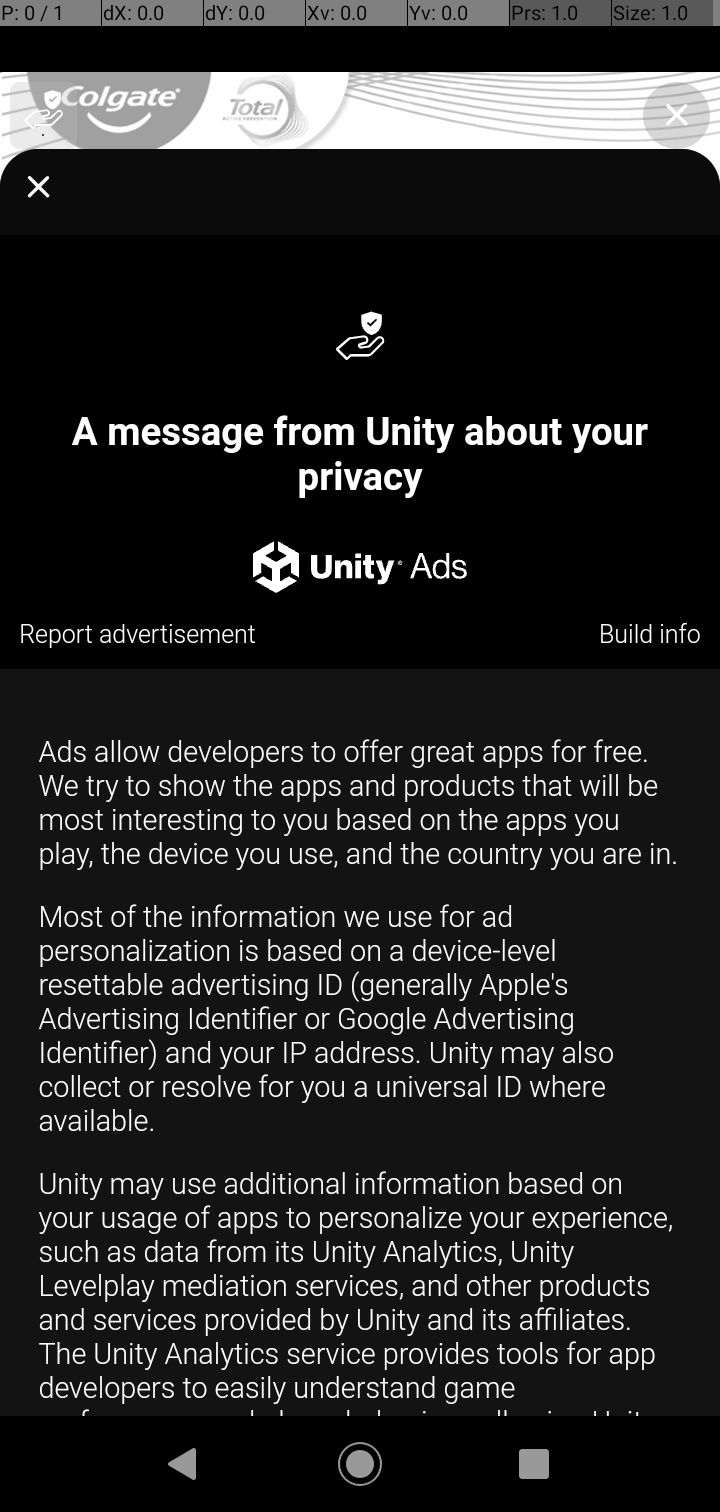 P: 0 / 1 dX: 0.0 dY: 0.0 Xv: 0.0 Yv: 0.0 Prs: 1.0 Size: 1.0
Colgate Total
ACTIVE PREVENTION
A message from Unity about your
privacy
Unity Ads
Report advertisement Build info
Ads allow developers to offer great apps for free.
We try to show the apps and products that will be
most interesting to you based on the apps you
play, the device you use, and the country you are in.
Most of the information we use for ad
personalization is based on a device-level
resettable advertising ID (generally Apple's
Advertising Identifier or Google Advertising
Identifier) and your IP address. Unity may also
collect or resolve for you a universal ID where
available.
Unity may use additional information based on
your usage of apps to personalize your experience,
such as data from its Unity Analytics, Unity
Levelplay mediation services, and other products
and services provided by Unity and its affiliates.
The Unity Analytics service provides tools for app
developers to easily understand game